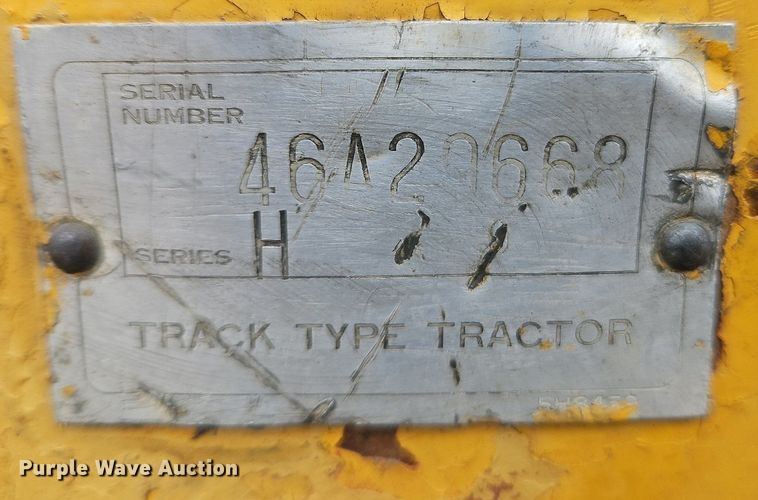 SERIAL
NUMBER
46A20668
SERIES H
TRACK TYPE TRACTOR
Purple Wave Auction